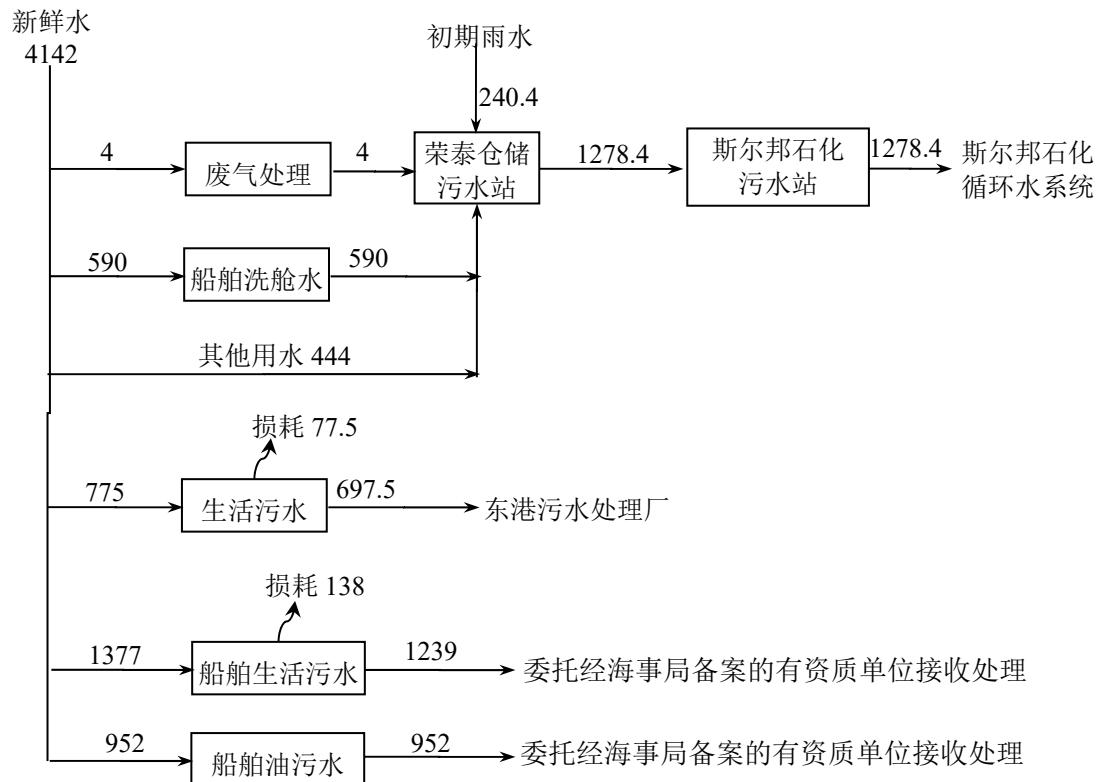 新鲜水
4142
初期雨水
240.4
4
废气处理
4
荣泰仓储
污水站
1278.4
斯尔邦石化
污水站
1278.4
斯尔邦石化
循环水系统
590
船舶洗舱水
590
其他用水 444
损耗 77.5
775
生活污水
697.5
东港污水处理厂
损耗 138
1377
船舶生活污水
1239
委托经海事局备案的有资质单位接收处理
952
船舶油污水
952
委托经海事局备案的有资质单位接收处理